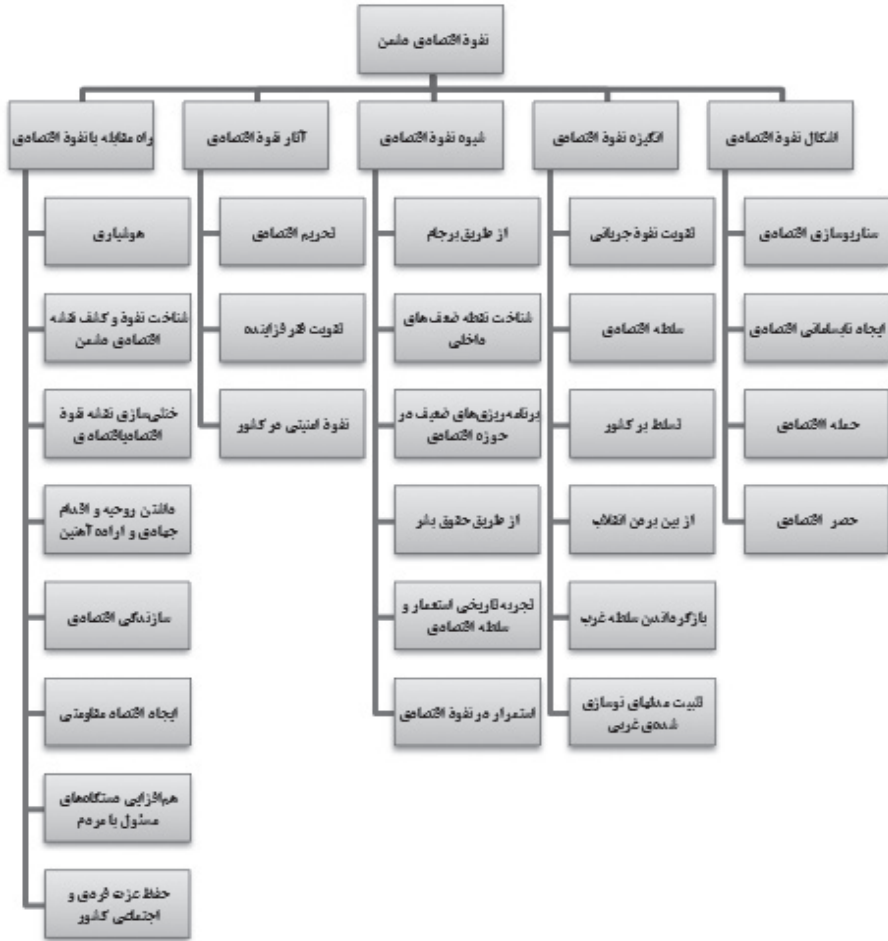 نفوذ اقتصادی دشمن
اشکال نفوذ اقتصادی
سناریوسازی اقتصادی
ایجاد نابسامانی اقتصادی
حمله ااقتصادی
حصر اقتصادی
انگیزه نفوذ اقتصادی
تقویت نفوذ جریانی
سلطه اقتصادی
تسلط بر کشور
از بین بردن انقلاب
بازگرداندن سلطه غرب
تثبیت مدلهای نوسازی
شده‌ی غربی
شیوه نفوذ اقتصادی
از طریق برجام
شناخت نقطه ضعف‌های
داخلی
برنامه‌ریزی‌های ضعیف در
حوزه اقتصادی
از طریق حقوق بشر
تجربه تاریخی استعمار و
سلطه اقتصادی
استمرار در نفوذ اقتصادی
آثار نفوذ اقتصادی
تحریم اقتصادی
تقویت فقر فزاینده
نفوذ امنیتی در کشور
راه مقابله با نفوذ اقتصادی
هوشیاری
شناخت نفوذ و کشف نقشه
اقتصادی دشمن
خنثی‌سازی نقشه نفوذ
اقتصادیاقتصادی
داشتن روحیه و اقدام
جهادی و اراده آهنین
سازندگی اقتصادی
ایجاد اقتصاد مقاومتی
هم‌افزایی دستگاه‌های
مسئول با مردم
حفظ عزت فردی و
اجتماعی کشور